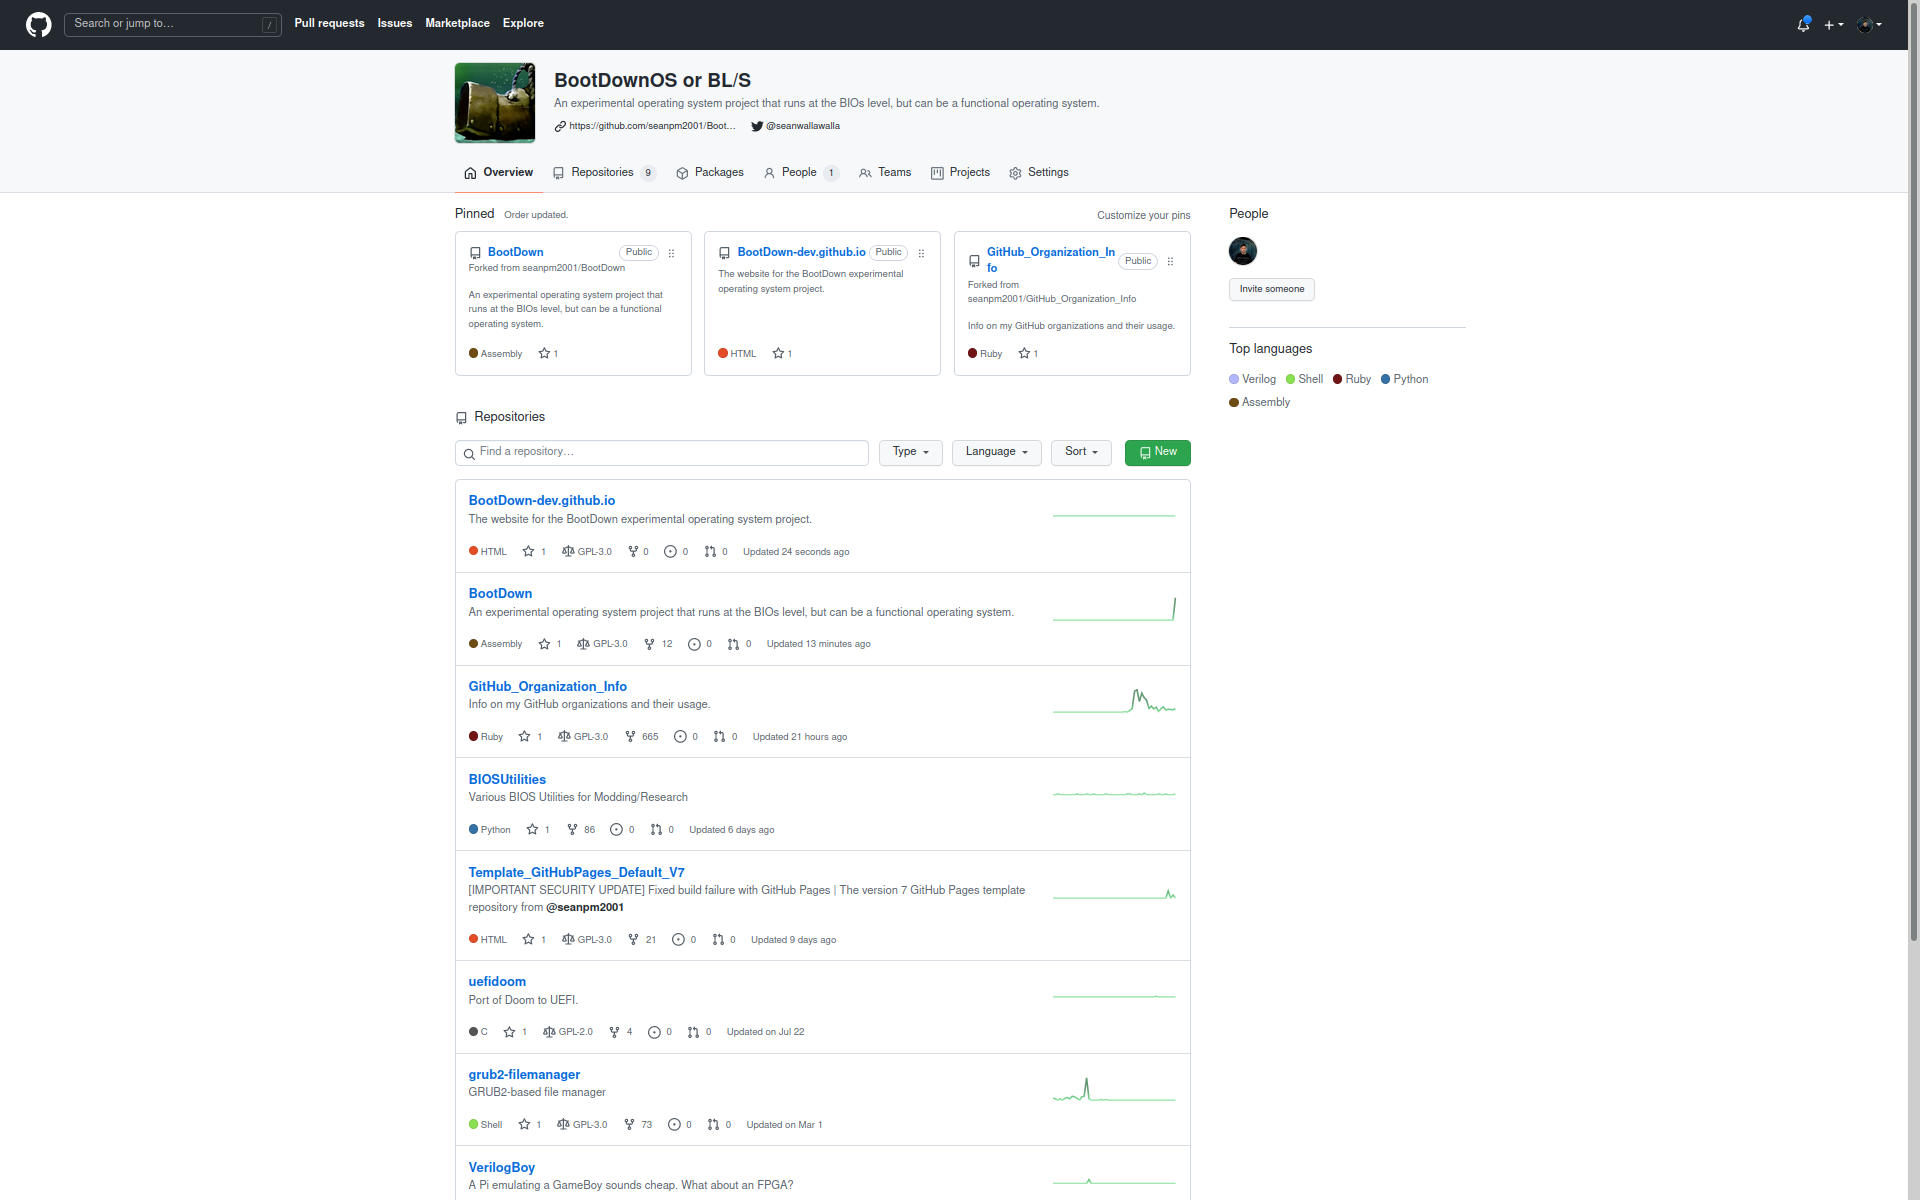 Search or jump to… /
Pull requests Issues Marketplace Explore
BootDownOS or BL/S
An experimental operating system project that runs at the BIOs level, but can be a functional operating system.
https://github.com/seanpm2001/Boot… @seanwallawalla
Overview Repositories 9 Packages People 1 Teams Projects Settings
Pinned Order updated. Customize your pins
BootDown Public
Forked from seanpm2001/BootDown
An experimental operating system project that
runs at the BIOs level, but can be a functional
operating system.
Assembly 1
BootDown-dev.github.io Public
The website for the BootDown experimental
operating system project.
HTML 1
GitHub_Organization_In
fo Public
Forked from
seanpm2001/GitHub_Organization_Info
Info on my GitHub organizations and their usage.
Ruby 1
People
Invite someone
Top languages
Verilog Shell Ruby Python
Assembly
Repositories
Find a repository… Type Language Sort New
BootDown-dev.github.io
The website for the BootDown experimental operating system project.
HTML 1 GPL-3.0 0 0 0 Updated 24 seconds ago
BootDown
An experimental operating system project that runs at the BIOs level, but can be a functional operating system.
Assembly 1 GPL-3.0 12 0 0 Updated 13 minutes ago
GitHub_Organization_Info
Info on my GitHub organizations and their usage.
Ruby 1 GPL-3.0 665 0 0 Updated 21 hours ago
BIOSUtilities
Various BIOS Utilities for Modding/Research
Python 1 86 0 0 Updated 6 days ago
Template_GitHubPages_Default_V7
[IMPORTANT SECURITY UPDATE] Fixed build failure with GitHub Pages | The version 7 GitHub Pages template
repository from @seanpm2001
HTML 1 GPL-3.0 21 0 0 Updated 9 days ago
uefidoom
Port of Doom to UEFI.
C 1 GPL-2.0 4 0 0 Updated on Jul 22
grub2-filemanager
GRUB2-based file manager
Shell 1 GPL-3.0 73 0 0 Updated on Mar 1
VerilogBoy
A Pi emulating a GameBoy sounds cheap. What about an FPGA?